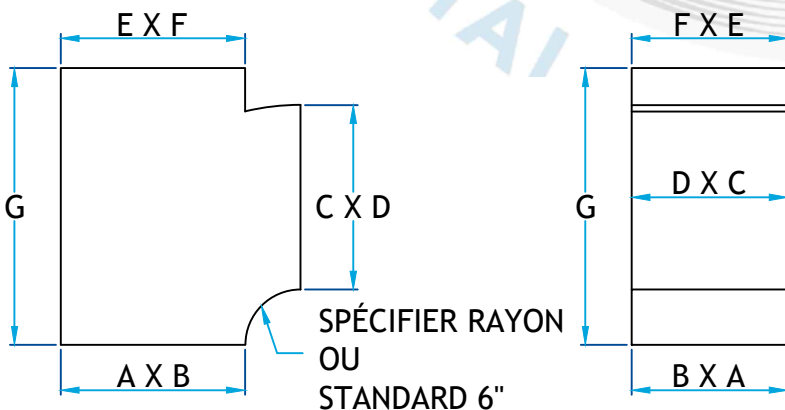 E X F
F X E
G
C X D
G
D X C
SPÉCIFIER RAYON
OU
STANDARD 6"
A X B
B X A